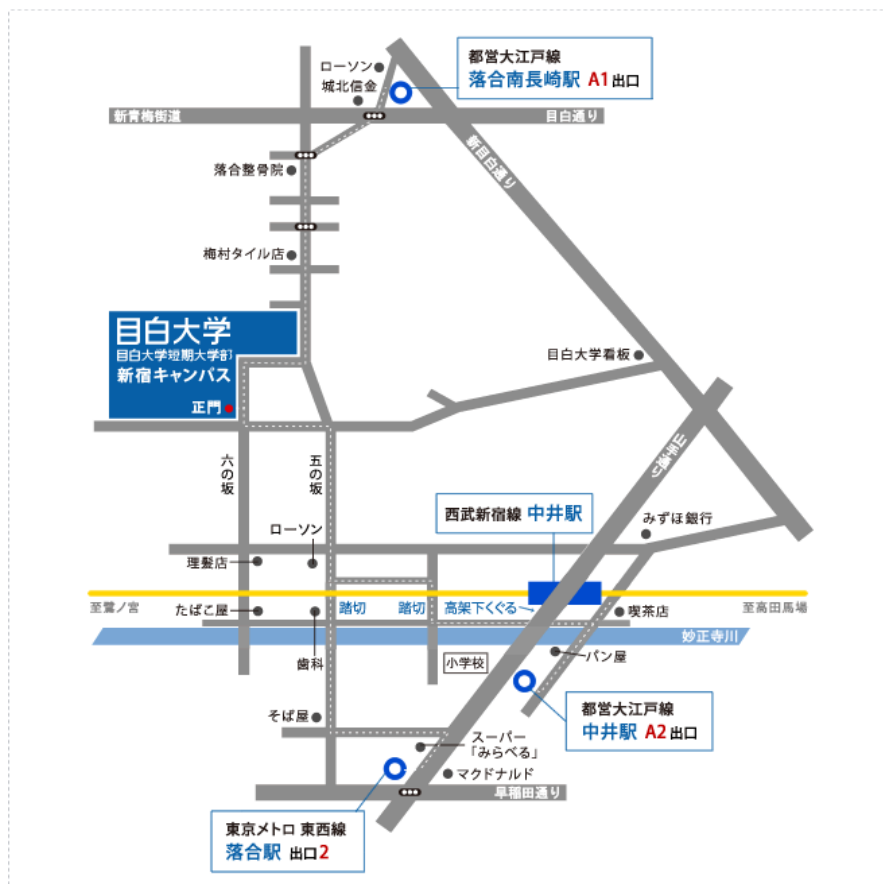 都営大江戸線
落合南長崎駅 A1出口
ローソン
城北信金
新青梅街道
目白通り
新目白通り
落合整骨院
梅村タイル店
目白大学
目白大学短期大学部
新宿キャンパス
正門
目白大学看板
山手通り
六の坂
五の坂
西武新宿線 中井駅
みずほ銀行
ローソン
理髪店
至鷺ノ宮
たばこ屋
踏切
踏切
高架下くぐる
喫茶店
至高田馬場
妙正寺川
歯科
小学校
パン屋
都営大江戸線
中井駅 A2出口
そば屋
スーパー
「みらべる」
マクドナルド
早稲田通り
東京メトロ 東西線
落合駅 出口2